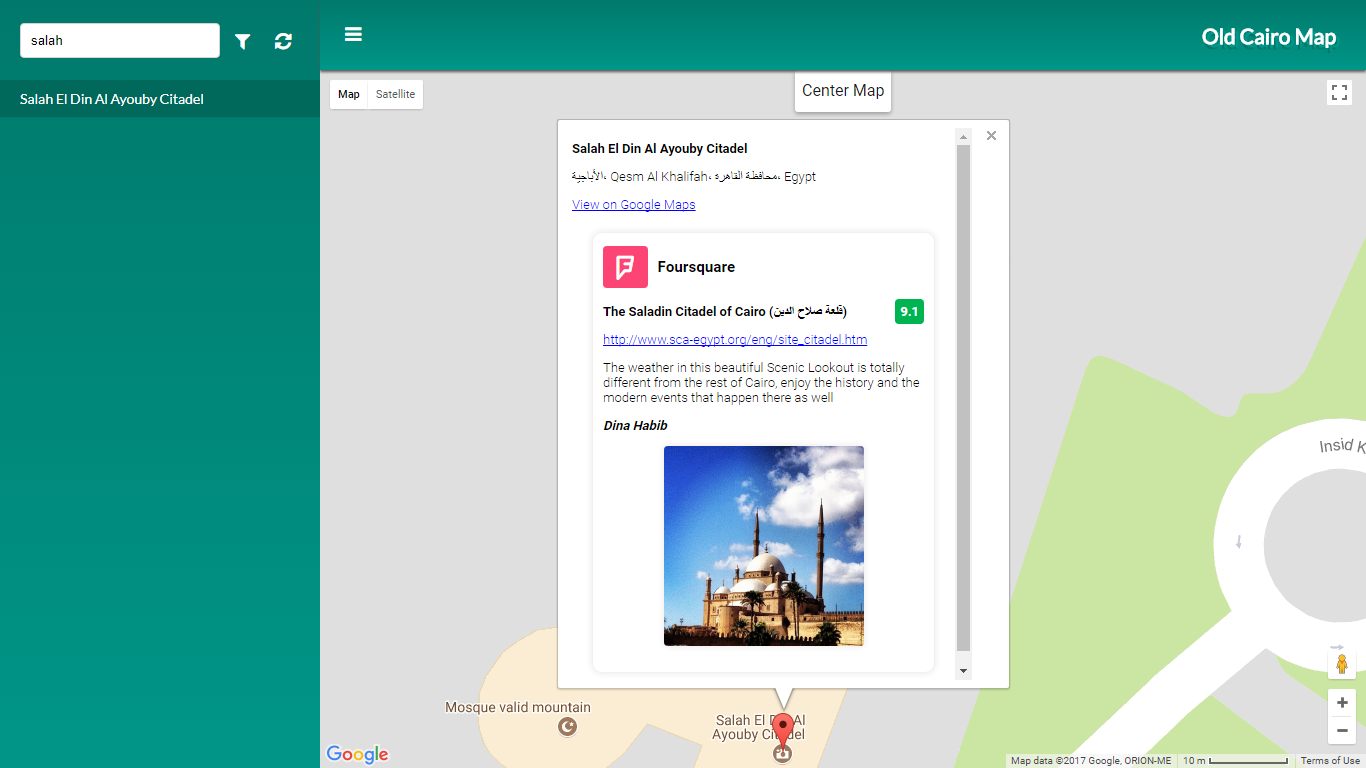 salah
Old Cairo Map
Salah El Din Al Ayouby Citadel
Map
Satellite
Center Map
Salah El Din Al Ayouby Citadel
الأباجية، Qesm Al Khalifah، محافظة القاهرة، Egypt
View on Google Maps
Foursquare
The Saladin Citadel of Cairo (قلعة صلاح الدين)
9.1
http://www.sca-egypt.org/eng/site_citadel.htm
The weather in this beautiful Scenic Lookout is totally
different from the rest of Cairo, enjoy the history and the
modern events that happen there as well
Dina Habib
Insid K
Mosque valid mountain
Salah El Din Al
Ayouby Citadel
Google
Map data ©2017 Google, ORION-ME
10 m
Terms of Use